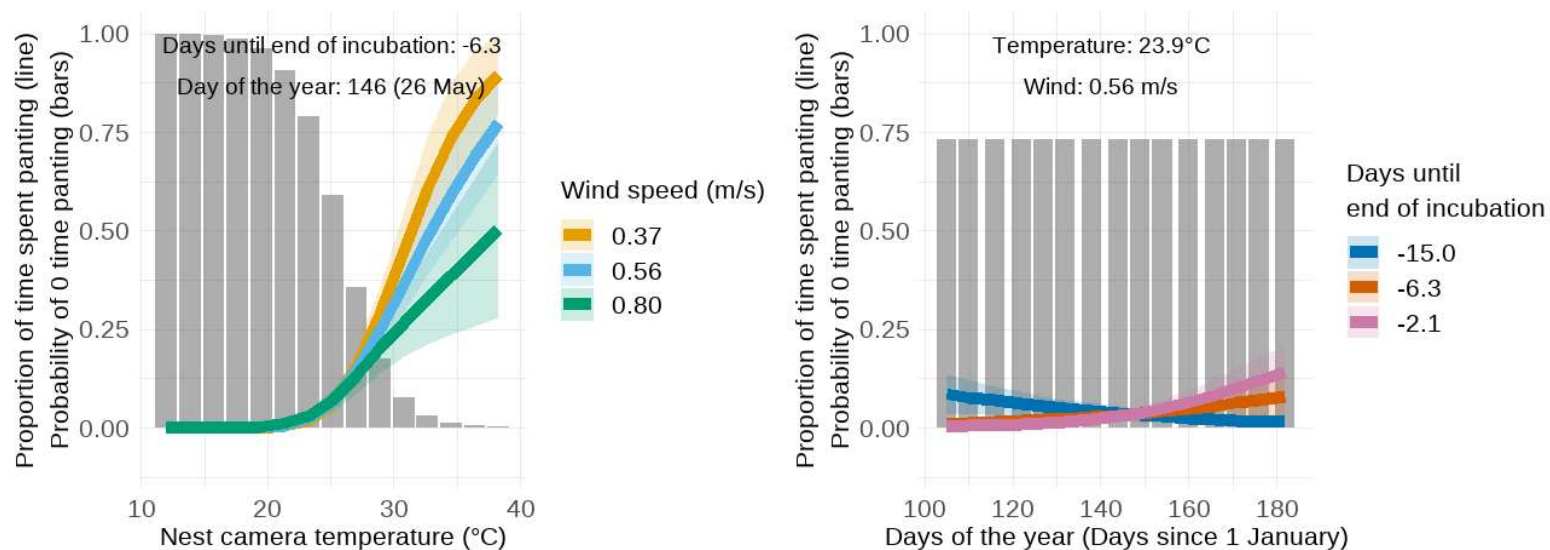 Proportion of time spent panting (line)
Probability of 0 time panting (bars)
1.00
0.75
0.50
0.25
0.00
Days until end of incubation: -6.3
Day of the year: 146 (26 May)
10
20
30
40
Nest camera temperature (°C)
Wind speed (m/s)
0.37
0.56
0.80
Proportion of time spent panting (line)
Probability of 0 time panting (bars)
1.00
0.75
0.50
0.25
0.00
Temperature: 23.9°C
Wind: 0.56 m/s
100
120
140
160
180
Days of the year (Days since 1 January)
Days until
end of incubation
-15.0
-6.3
-2.1